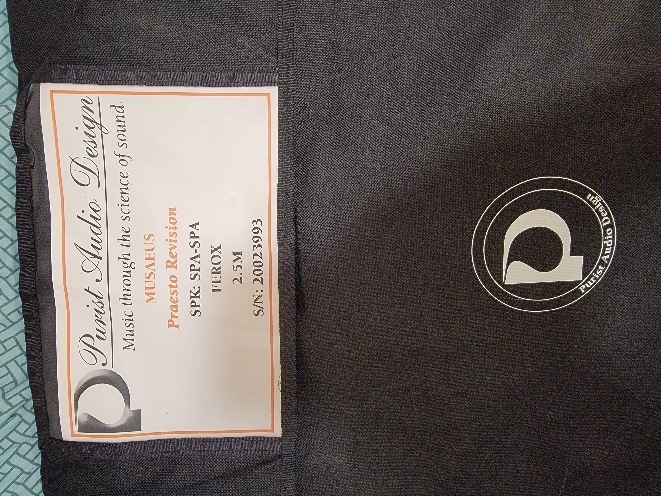 Purist Audio Design
Music through the science of sound
MUSAEUS
Praesto Revision
SPK: SPA-SPA
FEROX
2.5M
S/N: 20023993
Purist Audio Design